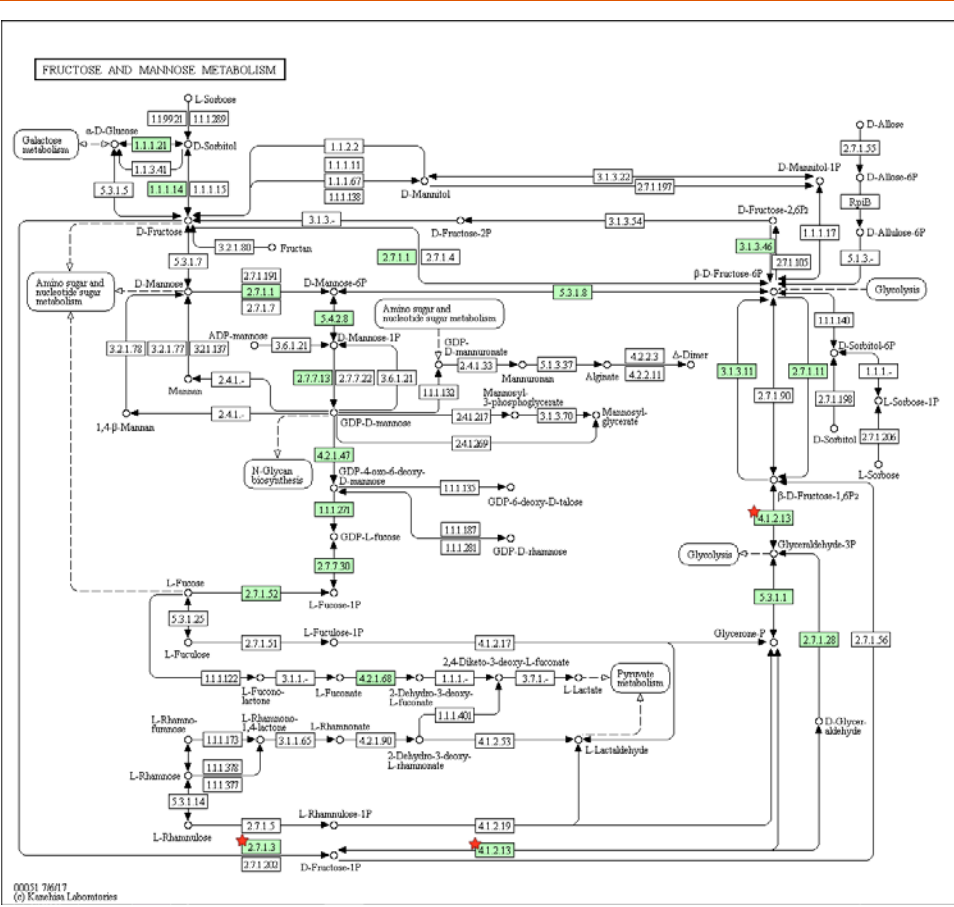 FRUCTOSE AND MANNOSE METABOLISM
L-Sorbose
1.1.99.21
1.1.1.289
α-D-Glucose
Galactose
metabolism
1.1.1.21
D-Sorbitol
1.1.3.41
5.3.1.5
1.1.1.14
1.1.1.15
1.1.2.2
1.1.1.11
1.1.1.67
1.1.1.138
D-Mannitol
3.1.3.22
2.7.1.197
D-Mannitol-1P
D-Allose
2.7.1.55
D-Allose-6P
RpiB
D-Allulose-6P
5.1.3.-
1.1.1.17
D-Fructose
3.1.3.-
D-Fructose-2P
3.1.3.54
D-Fructose-2,6P2
3.2.1.80
Fructan
2.7.1.1
2.7.1.4
3.1.3.46
2.7.1.105
β-D-Fructose-6P
5.3.1.7
Amino sugar and
nucleotide sugar
metabolism
D-Mannose
2.7.1.191
2.7.1.1
2.7.1.7
D-Mannose-6P
5.3.1.8
Glycolysis
5.4.2.8
Amino sugar and
nucleotide sugar metabolism
1.1.1.140
D-Sorbitol-6P
ADP-mannose
3.6.1.21
D-Mannose-1P
GDP-
D-mannuronate
2.4.1.33
Mannuronan
5.1.3.37
Alginate
4.2.2.3
4.2.2.11
Δ-Dimer
3.2.1.78
3.2.1.77
3.2.1.137
Mannan
2.4.1.-
2.7.7.13
2.7.7.22
3.6.1.21
1.1.1.132
3.1.3.11
2.7.1.11
2.7.1.90
2.7.1.198
1.1.1.-
L-Sorbose-1P
2.7.1.206
D-Sorbitol
L-Sorbose
1,4-β-Mannan
2.4.1.-
GDP-D-mannose
2.4.1.217
Mannosyl-
3-phosphoglycerate
3.1.3.70
Mannosyl-
glycerate
2.4.1.269
N-Glycan
biosynthesis
4.2.1.47
GDP-4-oxo-6-deoxy-
D-mannose
1.1.1.135
GDP-6-deoxy-D-talose
1.1.1.271
1.1.1.187
1.1.1.281
GDP-D-rhamnose
GDP-L-fucose
2.7.7.30
β-D-Fructose-1,6P2
4.1.2.13
Glyceraldehyde-3P
Glycolysis
5.3.1.1
Glycerone-P
L-Fucose
2.7.1.52
L-Fucose-1P
5.3.1.25
L-Fuculose
2.7.1.51
L-Fuculose-1P
4.1.2.17
2.7.1.28
2.7.1.56
1.1.1.122
L-Fucono-
lactone
3.1.1.-
L-Fuconate
4.2.1.68
2-Dehydro-3-deoxy-
L-fuconate
1.1.1.-
2,4-Diketo-3-deoxy-L-fuconate
3.7.1.-
L-Lactate
Pyruvate
metabolism
1.1.1.401
L-Rhamno-
furanose
1.1.1.173
L-Rhamnono-
1,4-lactone
3.1.1.65
L-Rhamnonate
4.2.1.90
2-Dehydro-3-deoxy-
L-rhamnonate
4.1.2.53
L-Lactaldehyde
D-Glycer-
aldehyde
L-Rhamnose
1.1.1.378
1.1.1.377
5.3.1.14
L-Rhamnulose
2.7.1.5
L-Rhamnulose-1P
4.1.2.19
2.7.1.3
2.7.1.202
D-Fructose-1P
4.1.2.13
00051 7/6/17
(c) Kanehisa Laboratories